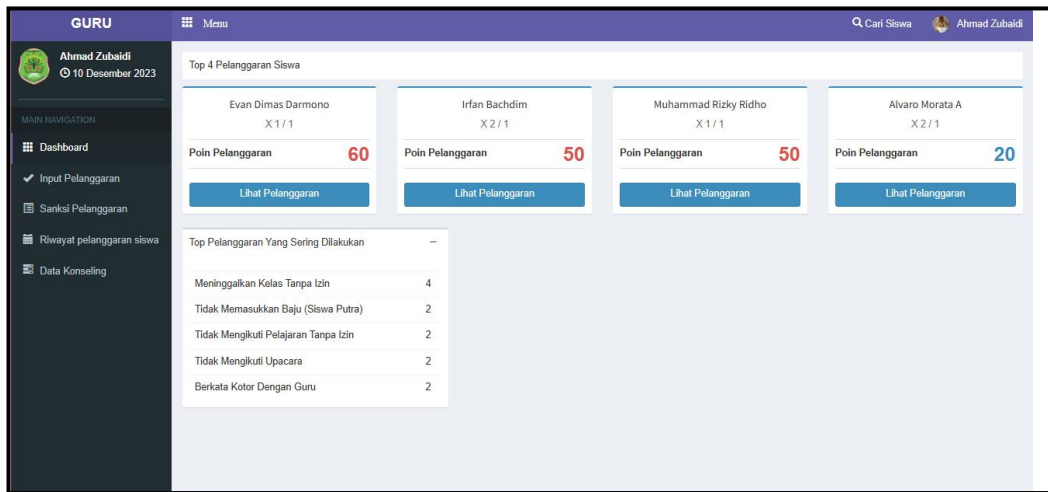 GURU
Menu
Cari Siswa
Ahmad Zubaidi
Ahmad Zubaidi
10 Desember 2023
MAIN NAVIGATION
Dashboard
Input Pelanggaran
Sanksi Pelanggaran
Riwayat pelanggaran siswa
Data Konseling
Top 4 Pelanggaran Siswa
Evan Dimas Darmono
X 1 / 1
Poin Pelanggaran 60
Lihat Pelanggaran
Irfan Bachdim
X 2 / 1
Poin Pelanggaran 50
Lihat Pelanggaran
Muhammad Rizky Ridho
X 1 / 1
Poin Pelanggaran 50
Lihat Pelanggaran
Alvaro Morata A
X 2 / 1
Poin Pelanggaran 20
Lihat Pelanggaran
Top Pelanggaran Yang Sering Dilakukan −
Meninggalkan Kelas Tanpa Izin 4
Tidak Memasukkan Baju (Siswa Putra) 2
Tidak Mengikuti Pelajaran Tanpa Izin 2
Tidak Mengikuti Upacara 2
Berkata Kotor Dengan Guru 2